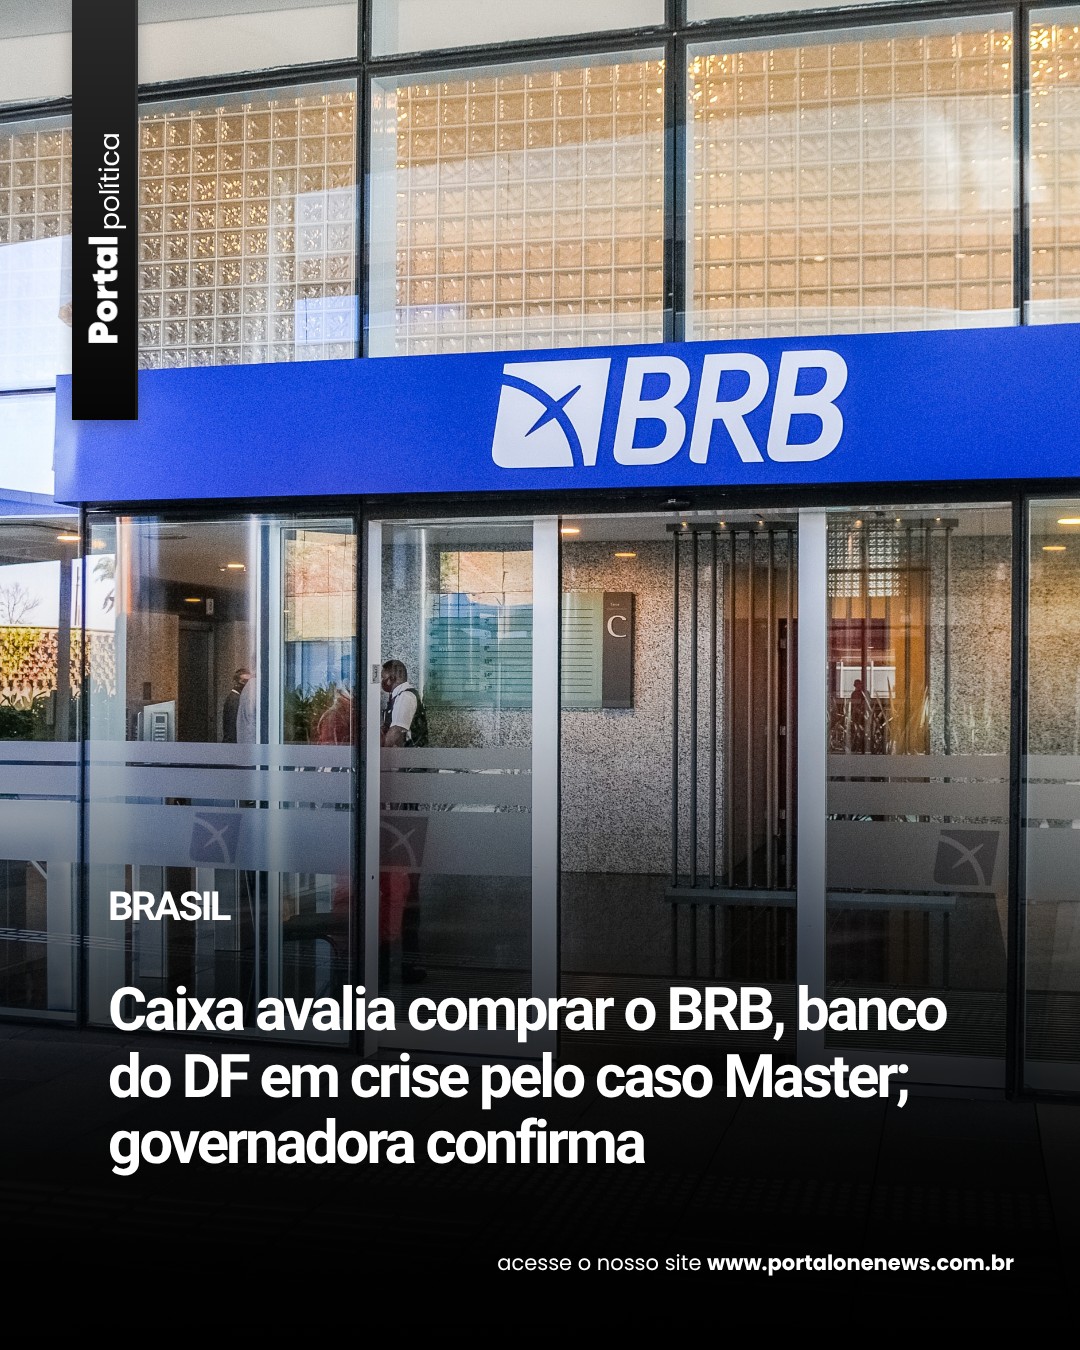 Portal política
BRB
C
BRASIL
Caixa avalia comprar o BRB, banco
do DF em crise pelo caso Master;
governadora confirma
acesse o nosso site www.portalonenews.com.br